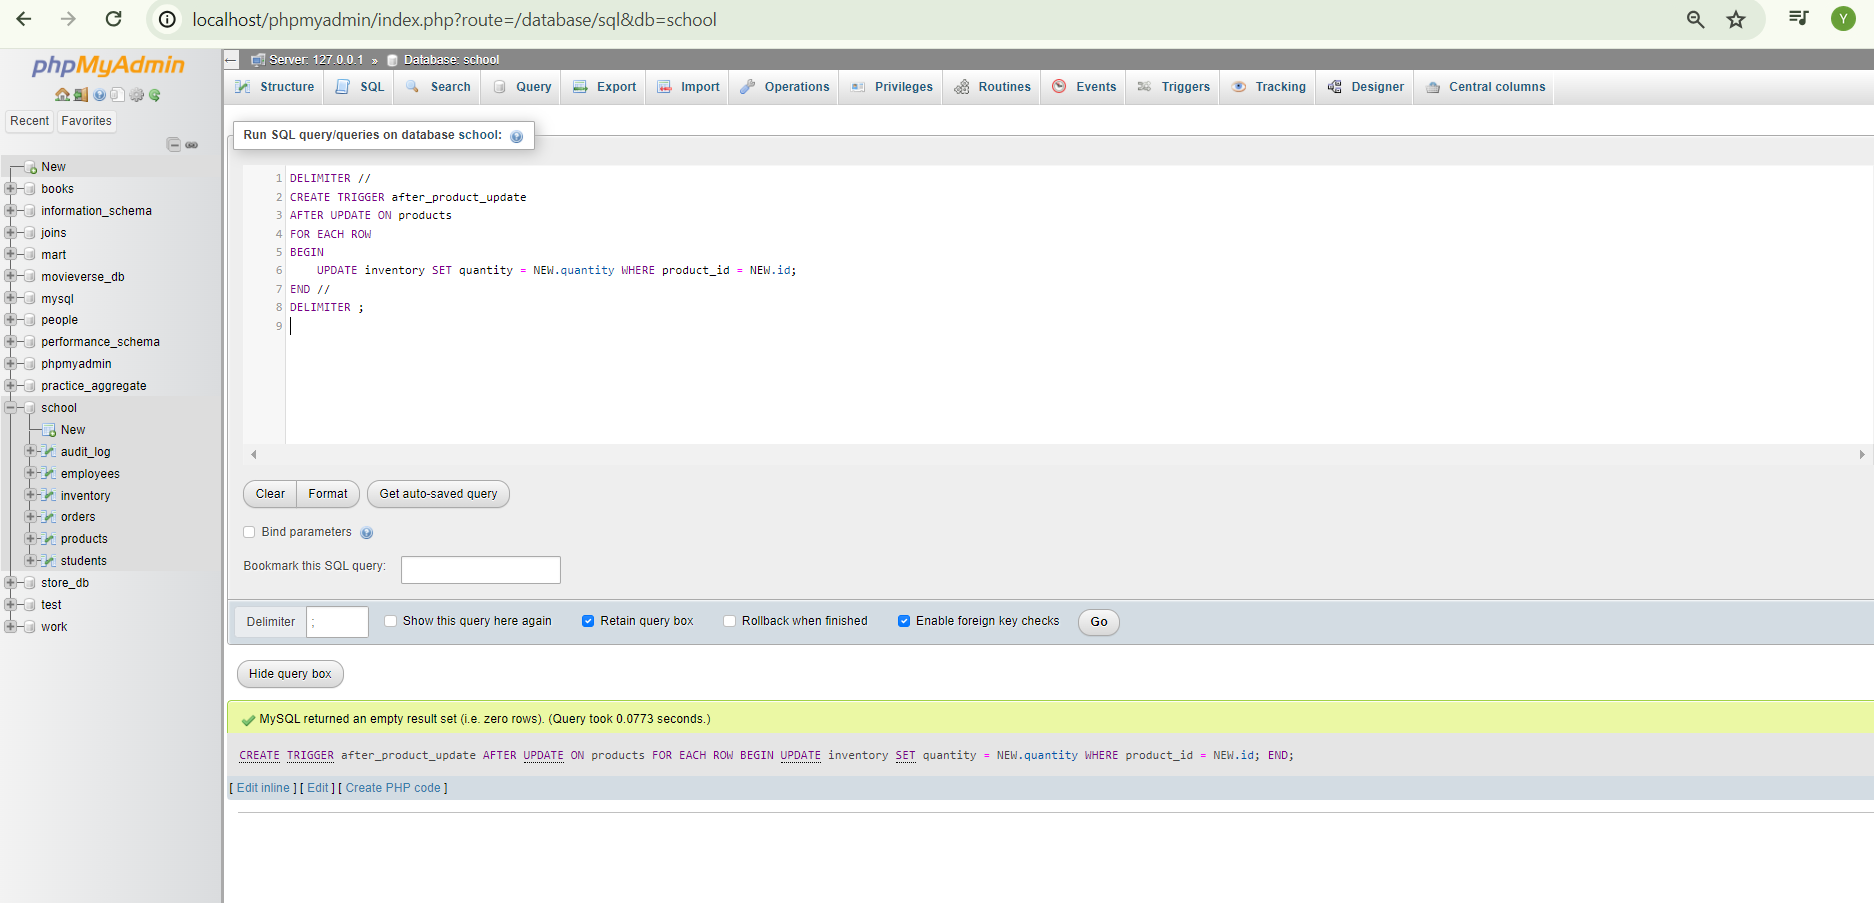 localhost/phpmyadmin/index.php?route=/database/sql&db=school
Y
phpMyAdmin
Recent
Favorites
New
books
information_schema
joins
mart
movieverse_db
mysql
people
performance_schema
phpmyadmin
practice_aggregate
school
New
audit_log
employees
inventory
orders
products
students
store_db
test
work
Server: 127.0.0.1 » Database: school
Structure SQL Search Query Export Import Operations Privileges Routines Events Triggers Tracking Designer Central columns
Run SQL query/queries on database school:
1 DELIMITER //
2 CREATE TRIGGER after_product_update
3 AFTER UPDATE ON products
4 FOR EACH ROW
5 BEGIN
6 UPDATE inventory SET quantity = NEW.quantity WHERE product_id = NEW.id;
7 END //
8 DELIMITER ;
9
Clear Format Get auto-saved query
Bind parameters
Bookmark this SQL query:
Delimiter ; Show this query here again Retain query box Rollback when finished Enable foreign key checks Go
Hide query box
MySQL returned an empty result set (i.e. zero rows). (Query took 0.0773 seconds.)
CREATE TRIGGER after_product_update AFTER UPDATE ON products FOR EACH ROW BEGIN UPDATE inventory SET quantity = NEW.quantity WHERE product_id = NEW.id; END;
[ Edit inline ] [ Edit ] [ Create PHP code ]